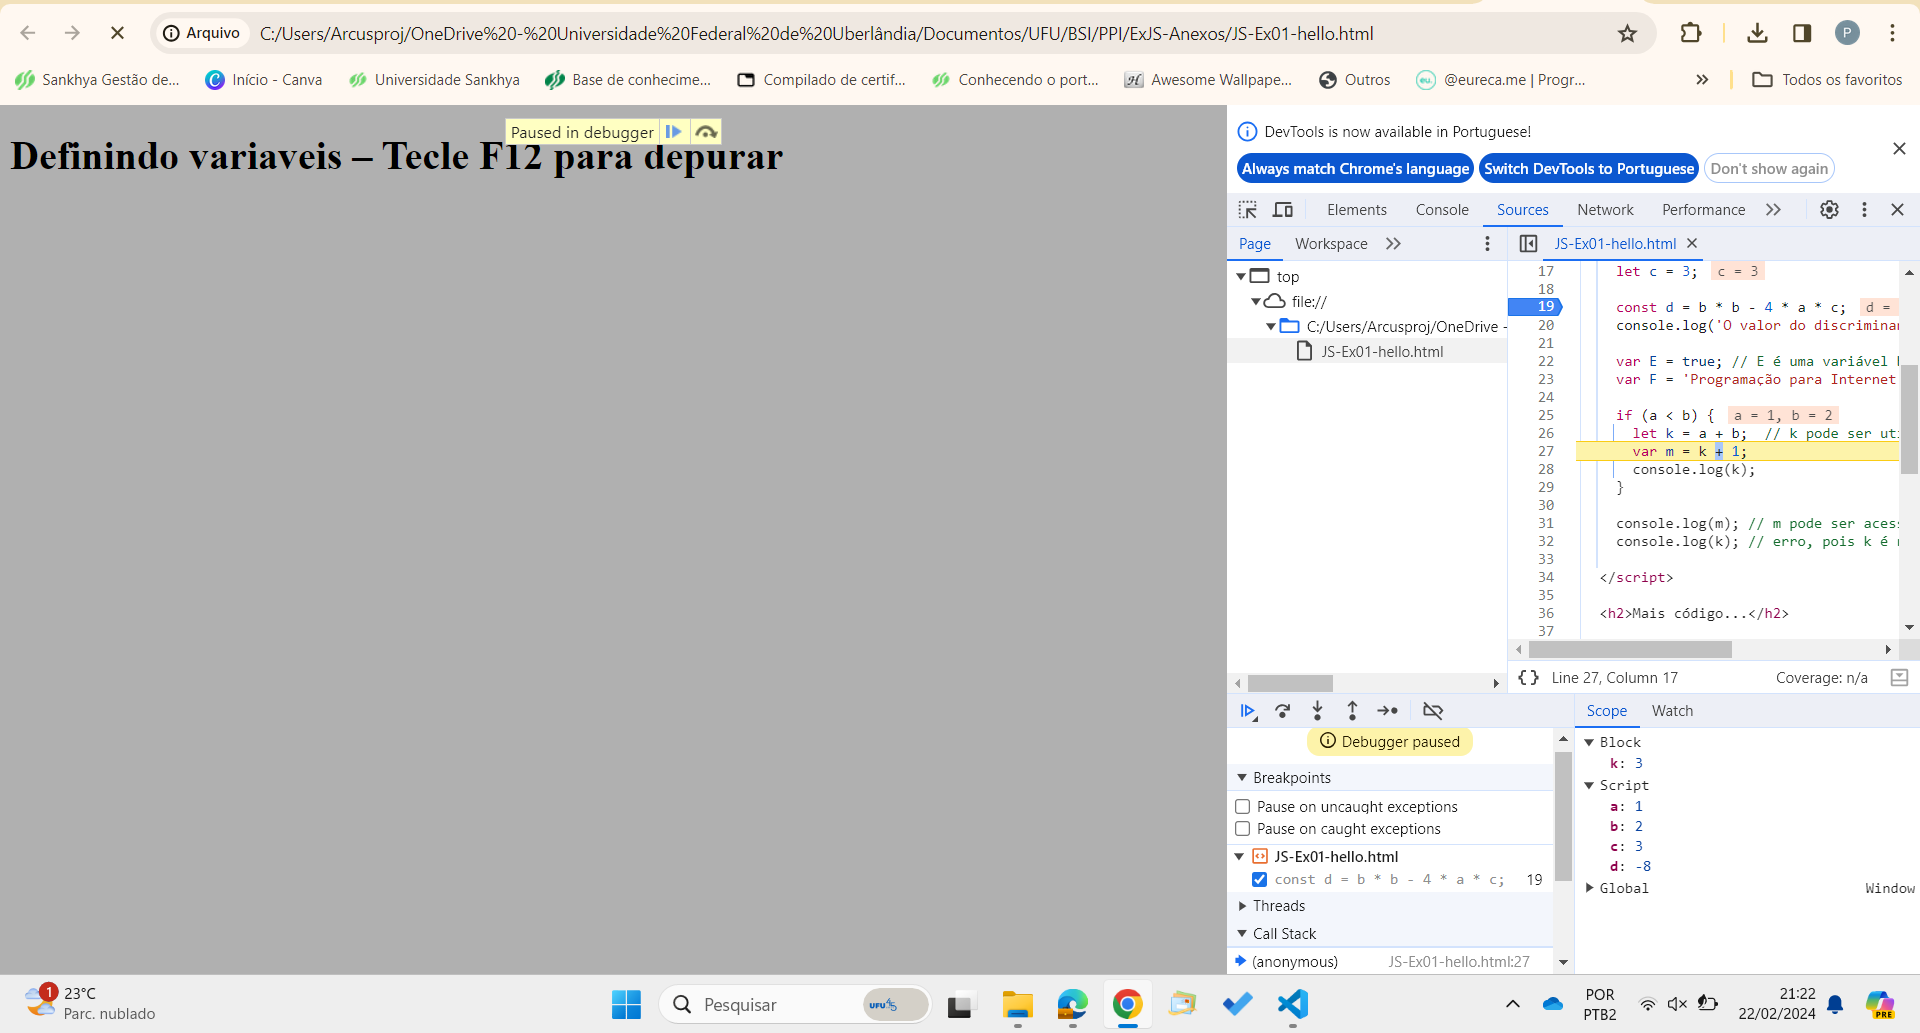 Arquivo
C:/Users/Arcusproj/OneDrive%20-%20Universidade%20Federal%20de%20Uberlândia/Documentos/UFU/BSI/PPI/ExJS-Anexos/JS-Ex01-hello.html
P
Sankhya Gestão de...
Início - Canva
Universidade Sankhya
Base de conhecime...
Compilado de certif...
Conhecendo o port...
Awesome Wallpape...
Outros
@eureca.me | Progr...
Todos os favoritos
Paused in debugger
Definindo variaveis – Tecle F12 para depurar
DevTools is now available in Portuguese!
Always match Chrome's language
Switch DevTools to Portuguese
Don't show again
Elements
Console
Sources
Network
Performance
Page
Workspace
JS-Ex01-hello.html
top
file://
C:/Users/Arcusproj/OneDrive -
JS-Ex01-hello.html
17 let c = 3; c = 3
18
19 const d = b * b - 4 * a * c; d =
20 console.log('O valor do discriminan
21
22 var E = true; // E é uma variável
23 var F = 'Programação para Internet
24
25 if (a < b) { a = 1, b = 2
26 let k = a + b; // k pode ser ut
27 var m = k + 1;
28 console.log(k);
29 }
30
31 console.log(m); // m pode ser aces
32 console.log(k); // erro, pois k é
33
34 </script>
35
36 <h2>Mais código...</h2>
37
{} Line 27, Column 17
Coverage: n/a
Debugger paused
Breakpoints
Pause on uncaught exceptions
Pause on caught exceptions
JS-Ex01-hello.html
const d = b * b - 4 * a * c; 19
Threads
Call Stack
(anonymous) JS-Ex01-hello.html:27
Scope
Watch
Block
k: 3
Script
a: 1
b: 2
c: 3
d: -8
Global Window
1
23°C
Parc. nublado
Pesquisar
UFU45
POR
PTB2
21:22
22/02/2024
PRE